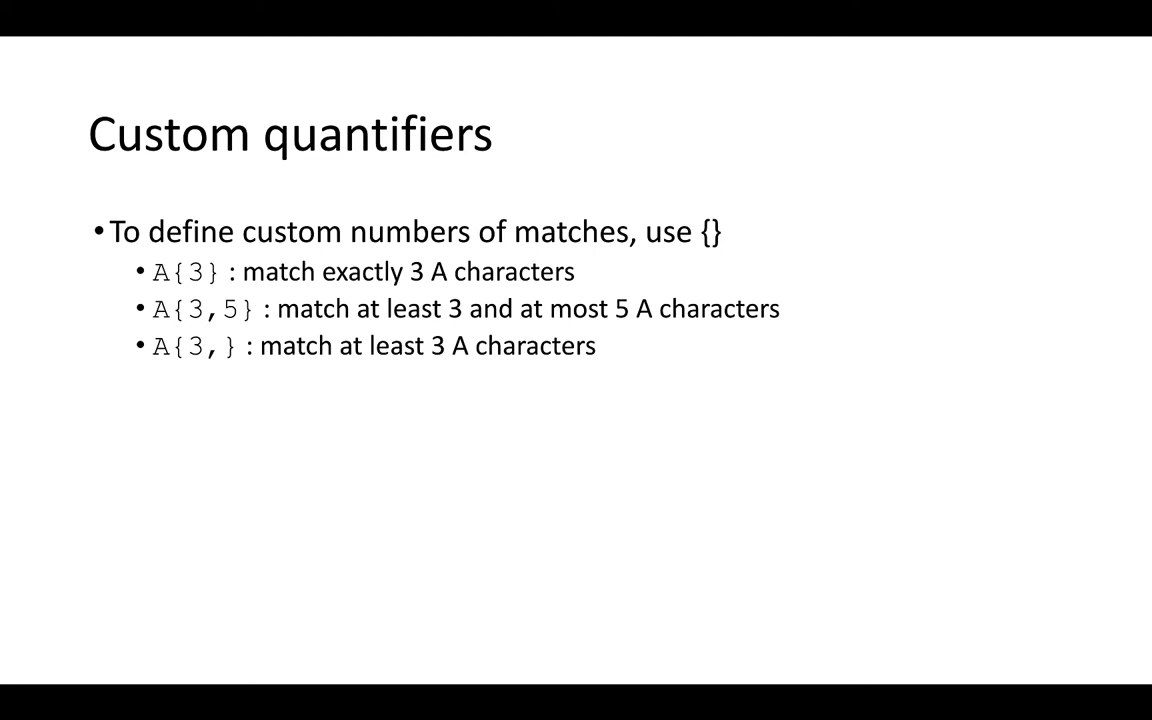 Custom quantifiers
•To define custom numbers of matches, use {}
• A{3} : match exactly 3 A characters
• A{3,5} : match at least 3 and at most 5 A characters
• A{3,} : match at least 3 A characters